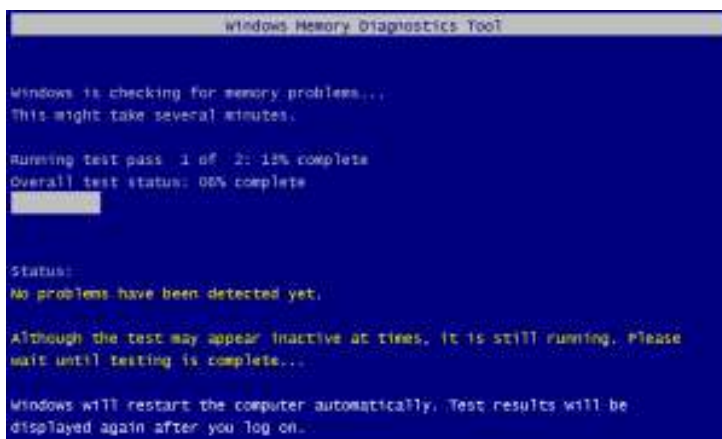 Windows Memory Diagnostics Tool
Windows is checking for memory problems...
This might take several minutes.
Running test pass 1 of 2: 13% complete
Overall test status: 06% complete
Status:
No problems have been detected yet.
Although the test may appear inactive at times, it is still running. Please
wait until testing is complete...
Windows will restart the computer automatically. Test results will be
displayed again after you log on.